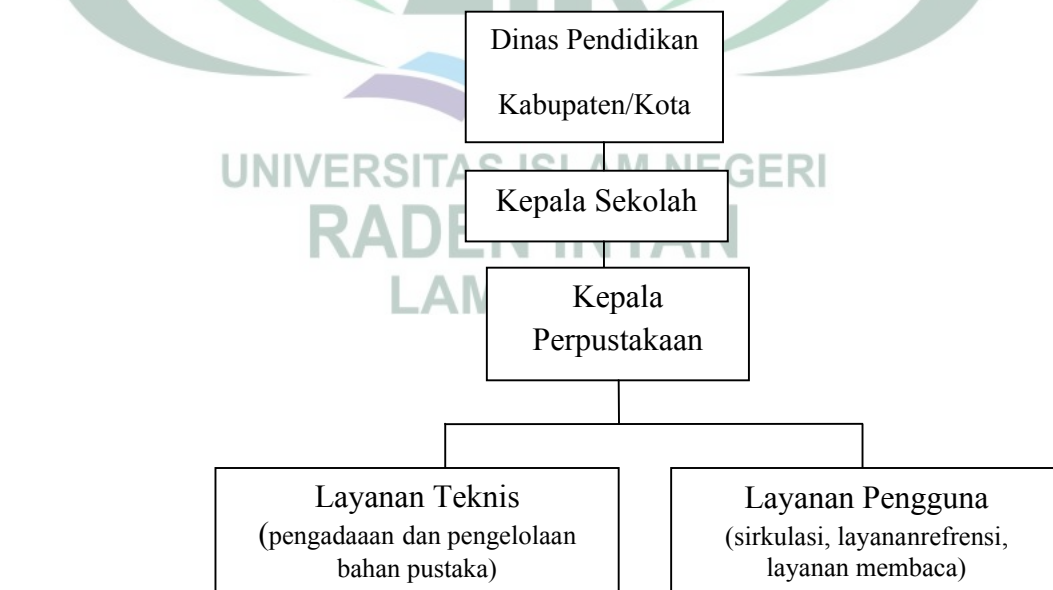 Dinas Pendidikan
Kabupaten/Kota
UNIVERSITAS ISLAM NEGERI
Kepala Sekolah
RADEN INTAN
Kepala
LAM
Perpustakaan
Layanan Teknis
(pengadaaan dan pengelolaan
bahan pustaka)
Layanan Pengguna
(sirkulasi, layananrefrensi,
layanan membaca)